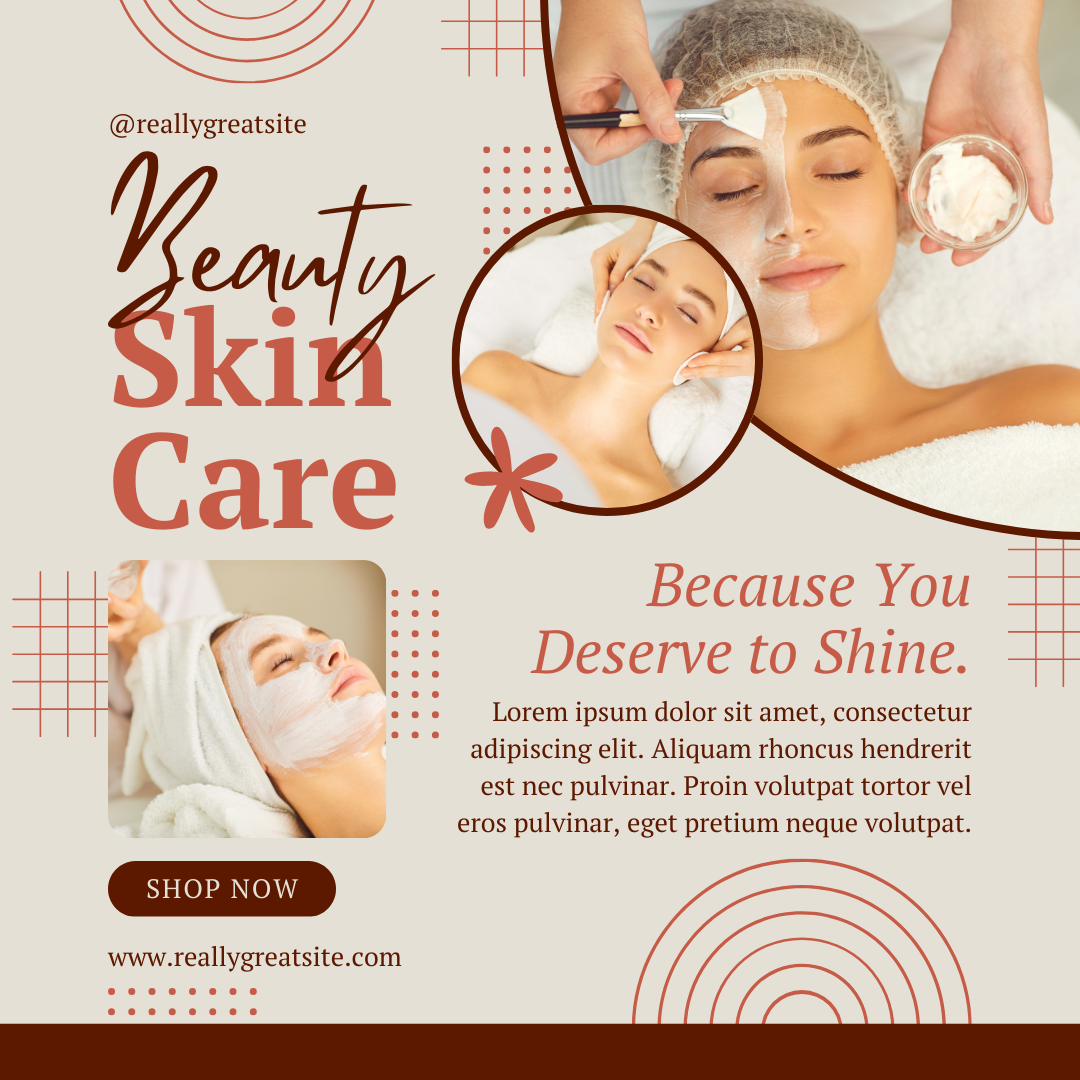 @reallygreatsite
Beauty
Skin
Care
Because You
Deserve to Shine.
Lorem ipsum dolor sit amet, consectetur
adipiscing elit. Aliquam rhoncus hendrerit
est nec pulvinar. Proin volutpat tortor vel
eros pulvinar, eget pretium neque volutpat.
SHOP NOW
www.reallygreatsite.com